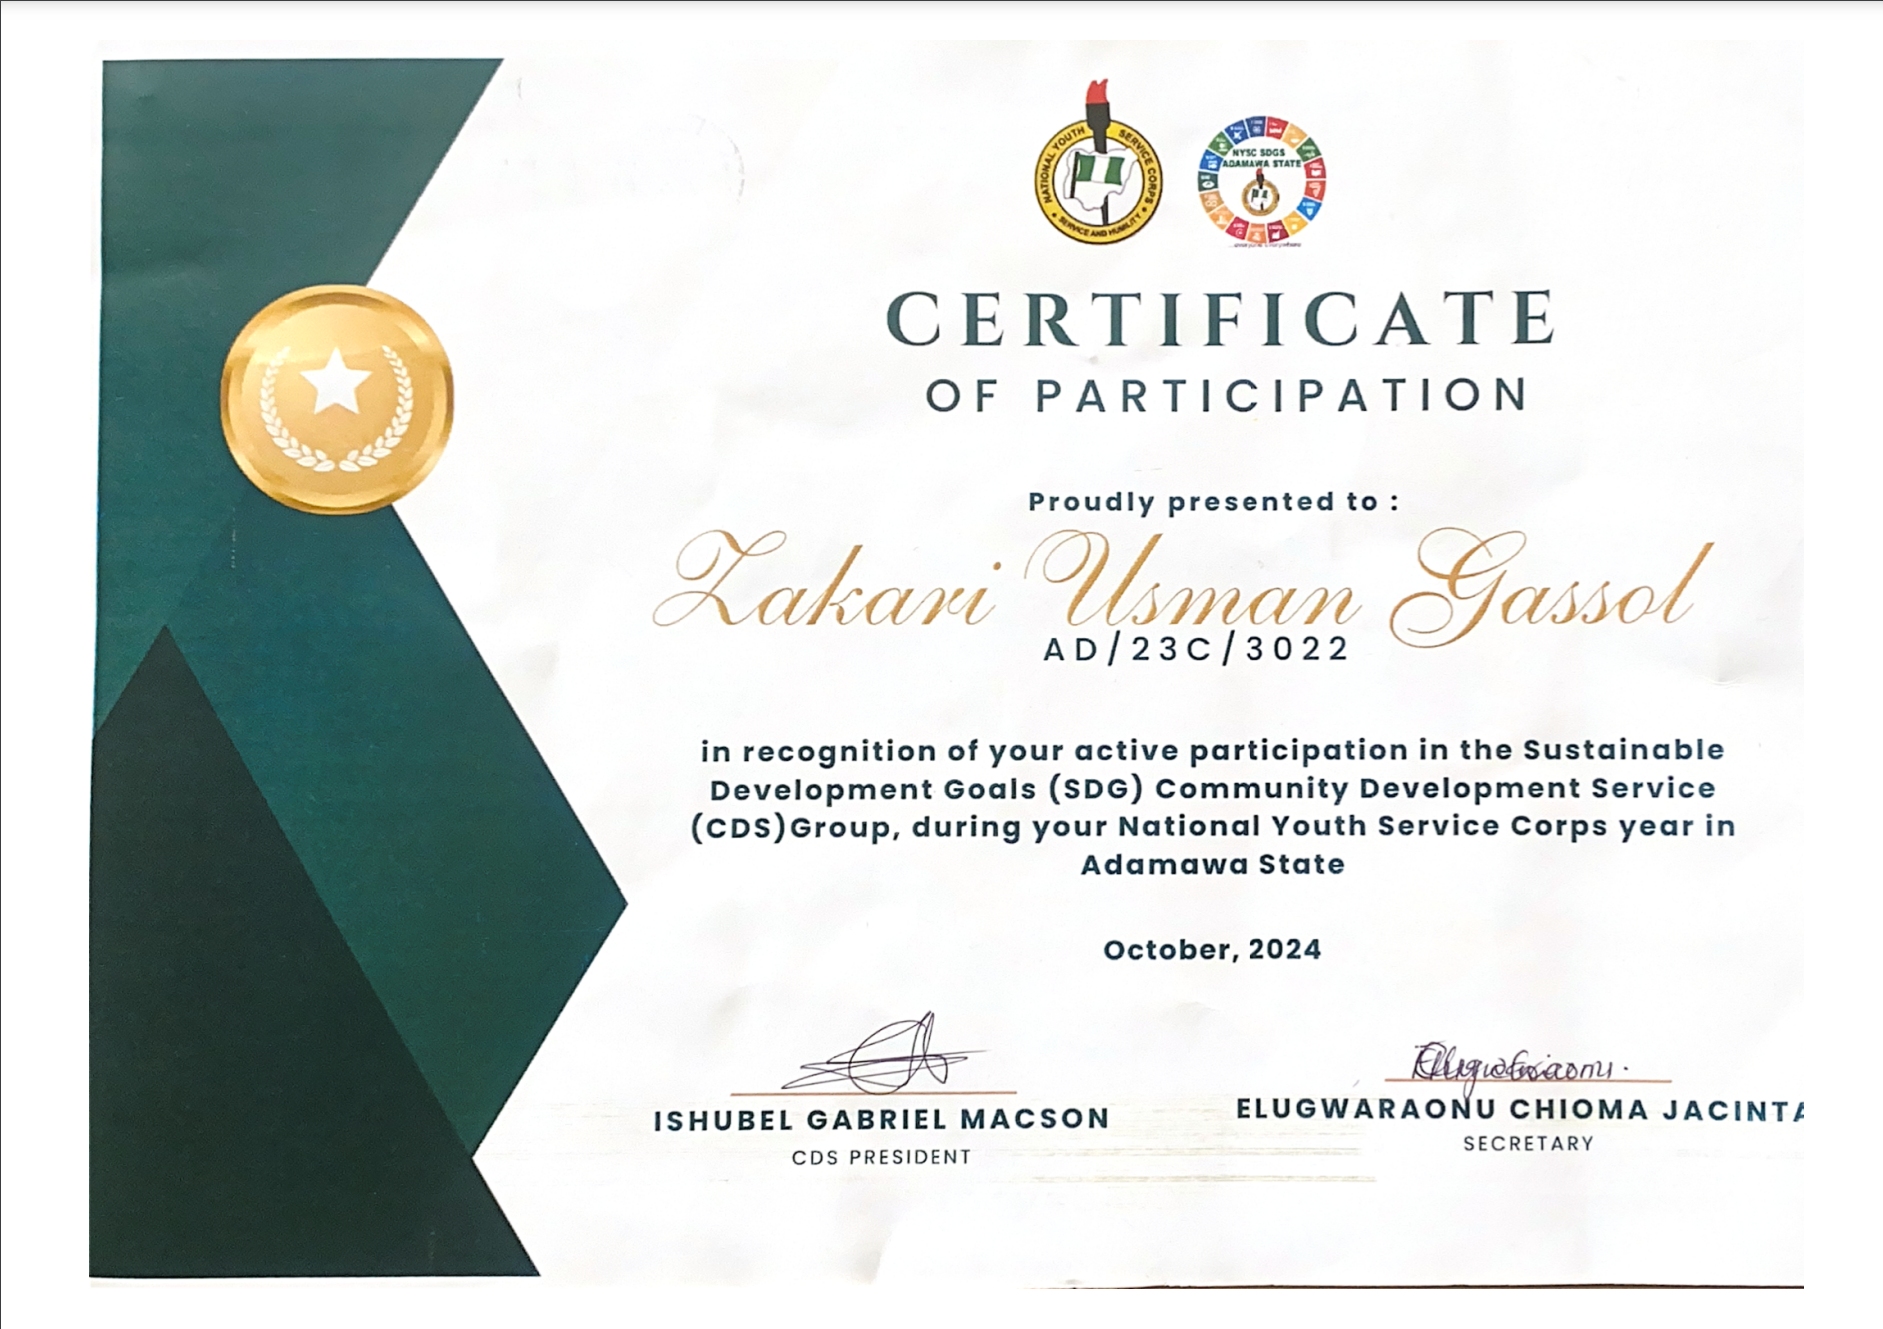 NATIONAL YOUTH SERVICE CORPS
SERVICE AND HUMILITY
NYSC SDGS
ADAMAWA STATE
CERTIFICATE
OF PARTICIPATION
Proudly presented to :
Zakari Usman Gassol
AD/23C/3022
in recognition of your active participation in the Sustainable
Development Goals (SDG) Community Development Service
(CDS)Group, during your National Youth Service Corps year in
Adamawa State
October, 2024
ISHUBEL GABRIEL MACSON
CDS PRESIDENT
ELUGWARAONU CHIOMA JACINTA
SECRETARY